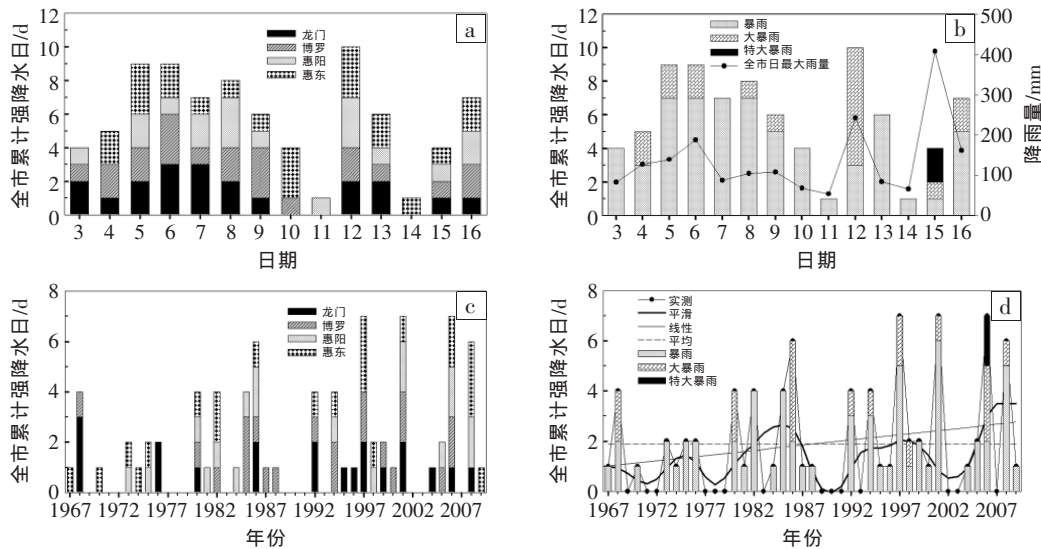 全市累计强降水日/d
12
10
8
6
4
2
0
a
龙门
博罗
惠阳
惠东
3 4 5 6 7 8 9 10 11 12 13 14 15 16
日期
全市累计强降水日/d
12
10
8
6
4
2
0
b
暴雨
大暴雨
特大暴雨
全市日最大雨量
500
400
300
200
100
0
降雨量/mm
3 4 5 6 7 8 9 10 11 12 13 14 15 16
日期
全市累计强降水日/d
8
6
4
2
0
c
龙门
博罗
惠阳
惠东
1967 1972 1977 1982 1987 1992 1997 2002 2007
年份
全市累计强降水日/d
8
6
4
2
0
d
实测
平滑
线性
平均
暴雨
大暴雨
特大暴雨
1967 1972 1977 1982 1987 1992 1997 2002 2007
年份